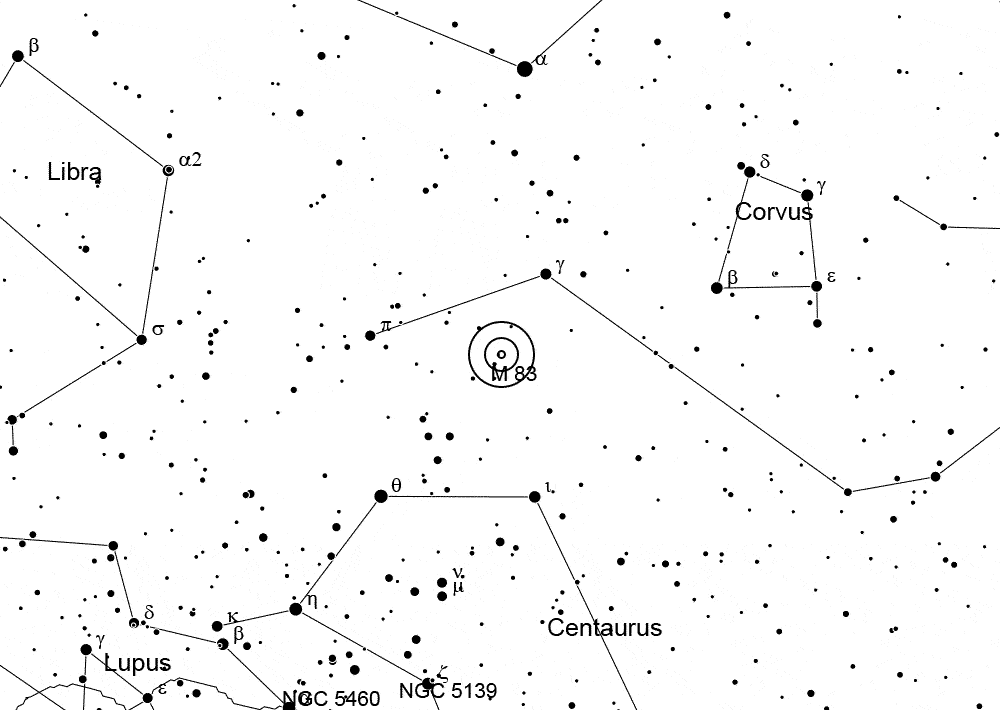 β
α
α2
δ
Libra
γ
Corvus
γ
β
ε
π
σ
M 83
θ
ι
ν
μ
η
δ
κ
β
Centaurus
γ
Lupus
ζ
ε
NGC 5460
NGC 5139